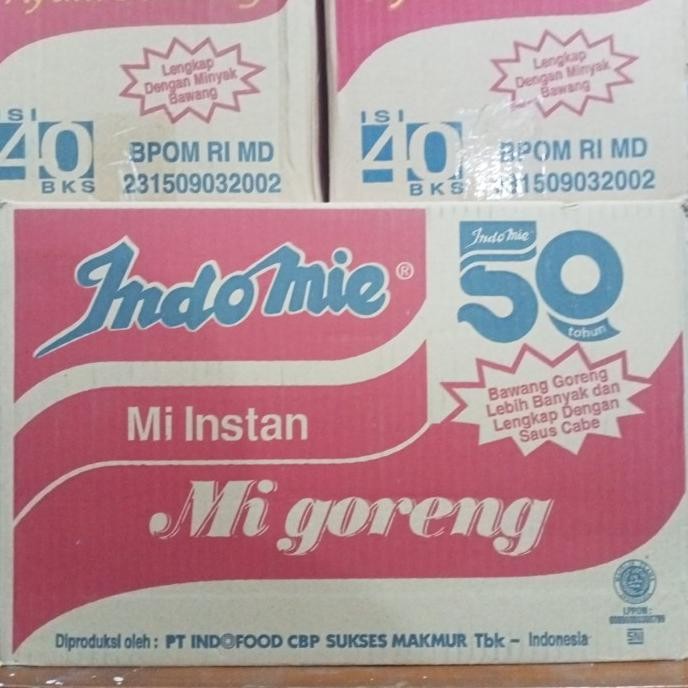 Lengkap
Dengan Minyak
Bawang
ISI
40
BKS
BPOM RI MD
231509032002
Lengkap
Dengan Minyak
Bawang
ISI
40
BKS
BPOM RI MD
231509032002
Indomie®
Indomie
50
tahun
Bawang Goreng
Lebih Banyak dan
Lengkap Dengan
Saus Cabe
Mi Instan
Mi goreng
LPPOM :
SNI
Diproduksi oleh : PT INDOFOOD CBP SUKSES MAKMUR Tbk – Indonesia